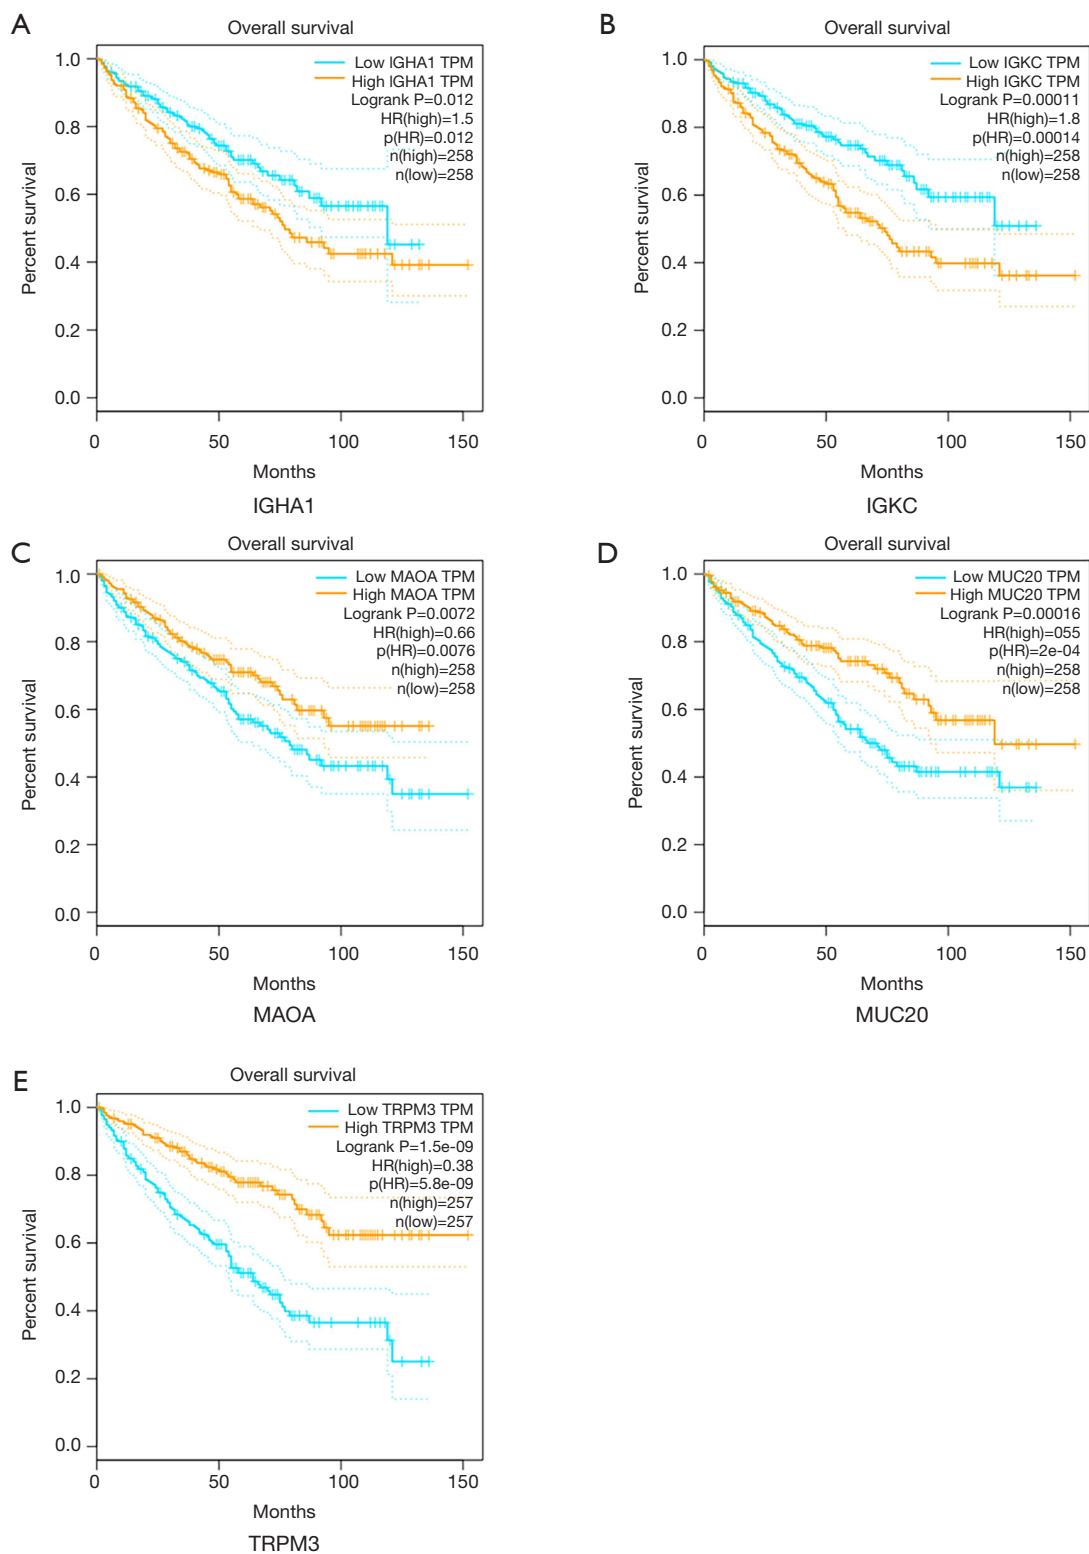 A
Overall survival
Low IGHA1 TPM
High IGHA1 TPM
Logrank P=0.012
HR(high)=1.5
p(HR)=0.012
n(high)=258
n(low)=258
Percent survival
1.0
0.8
0.6
0.4
0.2
0.0
0
50
100
150
Months
IGHA1
B
Overall survival
Low IGKC TPM
High IGKC TPM
Logrank P=0.00011
HR(high)=1.8
p(HR)=0.00014
n(high)=258
n(low)=258
Percent survival
1.0
0.8
0.6
0.4
0.2
0.0
0
50
100
150
Months
IGKC
C
Overall survival
Low MAOA TPM
High MAOA TPM
Logrank P=0.0072
HR(high)=0.66
p(HR)=0.0076
n(high)=258
n(low)=258
Percent survival
1.0
0.8
0.6
0.4
0.2
0.0
0
50
100
150
Months
MAOA
D
Overall survival
Low MUC20 TPM
High MUC20 TPM
Logrank P=0.00016
HR(high)=055
p(HR)=2e-04
n(high)=258
n(low)=258
Percent survival
1.0
0.8
0.6
0.4
0.2
0.0
0
50
100
150
Months
MUC20
E
Overall survival
Low TRPM3 TPM
High TRPM3 TPM
Logrank P=1.5e-09
HR(high)=0.38
p(HR)=5.8e-09
n(high)=257
n(low)=257
Percent survival
1.0
0.8
0.6
0.4
0.2
0.0
0
50
100
150
Months
TRPM3